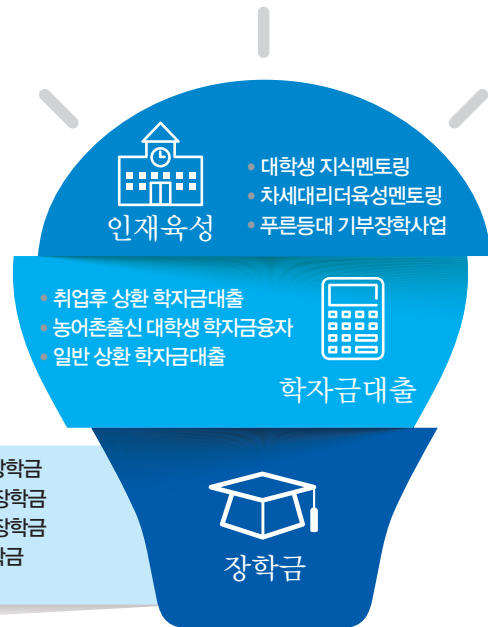 인재육성
• 대학생 지식멘토링
• 차세대리더육성멘토링
• 푸른등대 기부장학사업
• 취업후 상환 학자금대출
• 농어촌출신 대학생 학자금융자
• 일반 상환 학자금대출
학자금대출
장학금
장학금
장학금
학금
장학금